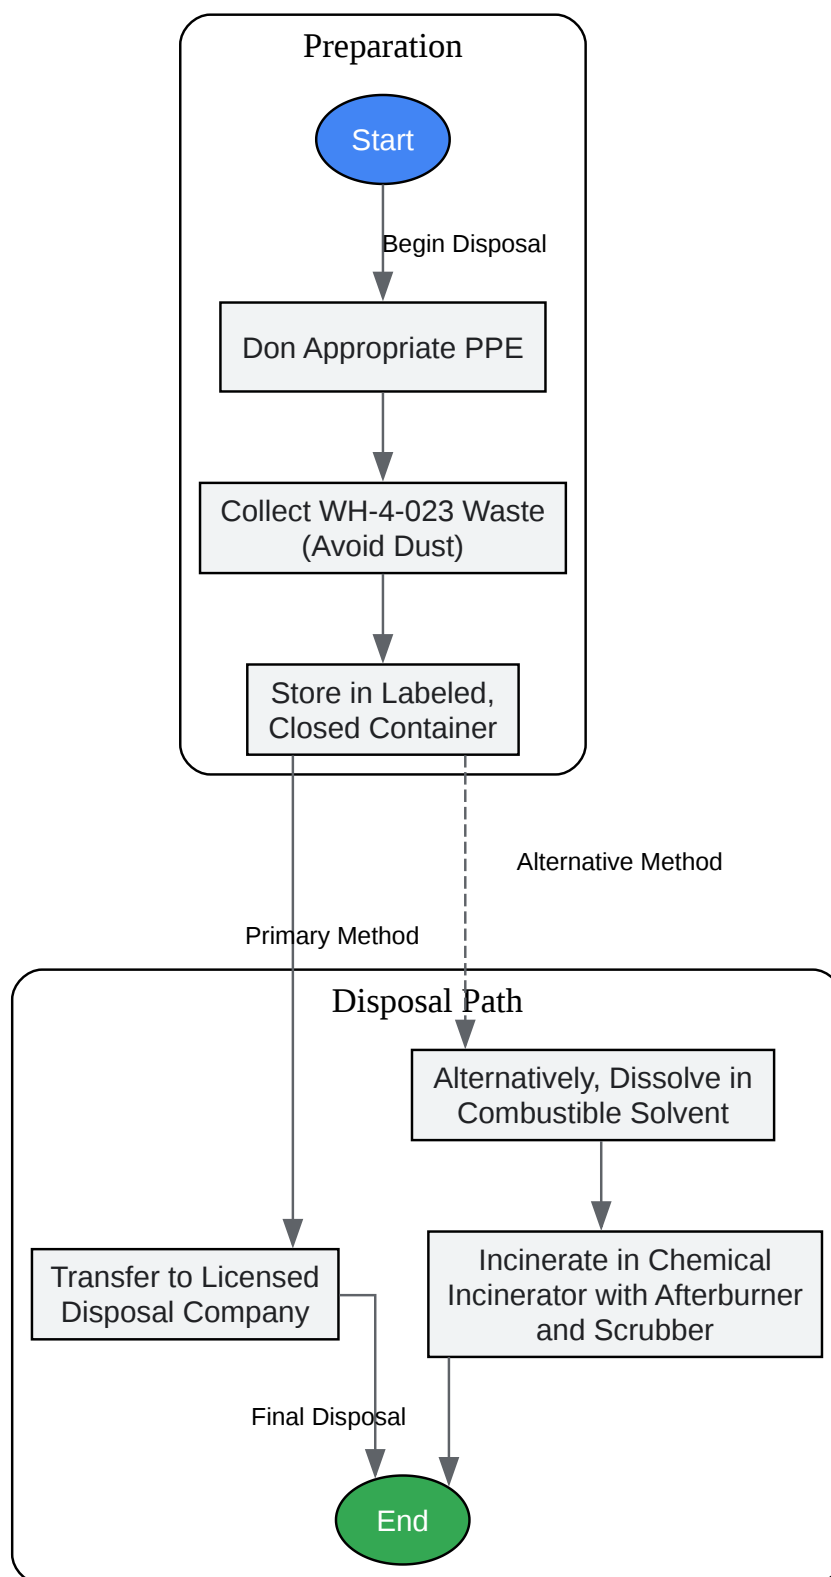 Preparation
Start
Begin Disposal
Don Appropriate PPE
Collect WH-4-023 Waste
(Avoid Dust)
Store in Labeled,
Closed Container
Alternative Method
Primary Method
Disposal Path
Alternatively, Dissolve in
Combustible Solvent
Transfer to Licensed
Disposal Company
Incinerate in Chemical
Incinerator with Afterburner
and Scrubber
Final Disposal
End